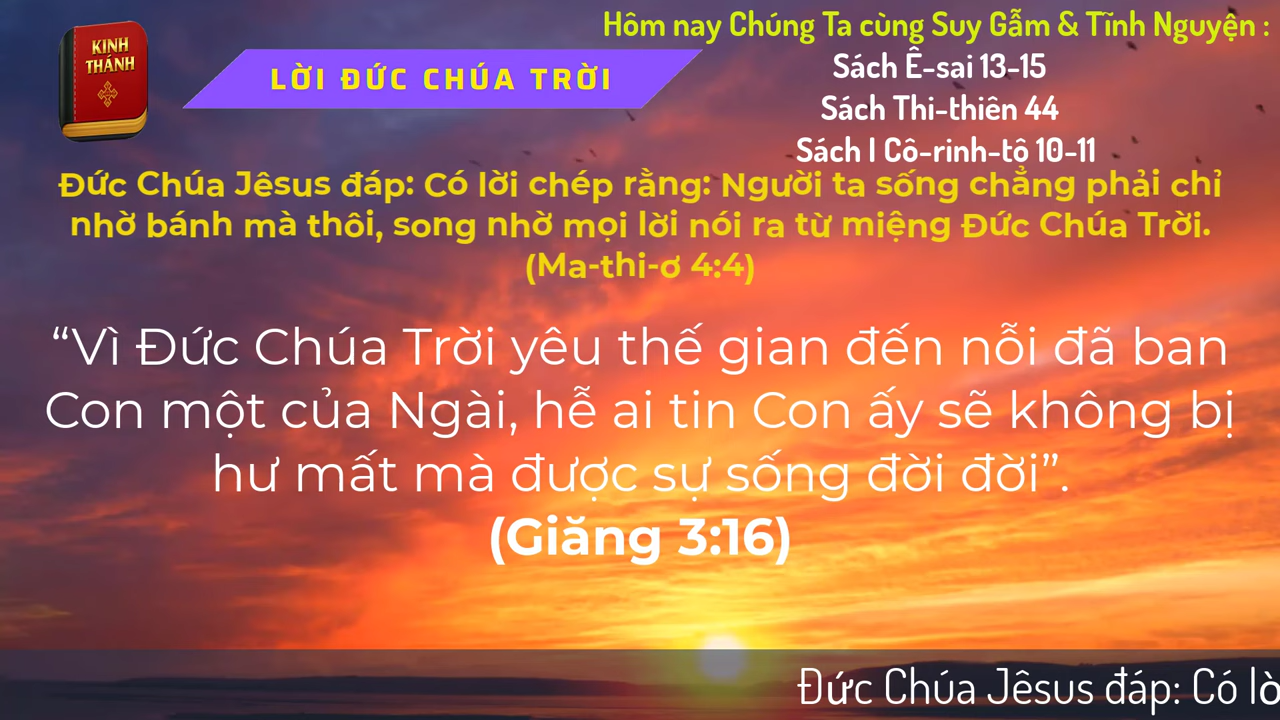 KINH
THÁNH
LỜI ĐỨC CHÚA TRỜI
Hôm nay Chúng Ta cùng Suy Gẫm & Tĩnh Nguyện :
Sách Ê-sai 13-15
Sách Thi-thiên 44
Sách I Cô-rinh-tô 10-11
Đức Chúa Jêsus đáp: Có lời chép rằng: Người ta sống chẳng phải chỉ
nhờ bánh mà thôi, song nhờ mọi lời nói ra từ miệng Đức Chúa Trời.
(Ma-thi-ơ 4:4)
“Vì Đức Chúa Trời yêu thế gian đến nỗi đã ban
Con một của Ngài, hễ ai tin Con ấy sẽ không bị
hư mất mà được sự sống đời đời”.
(Giăng 3:16)
Đức Chúa Jêsus đáp: Có lò